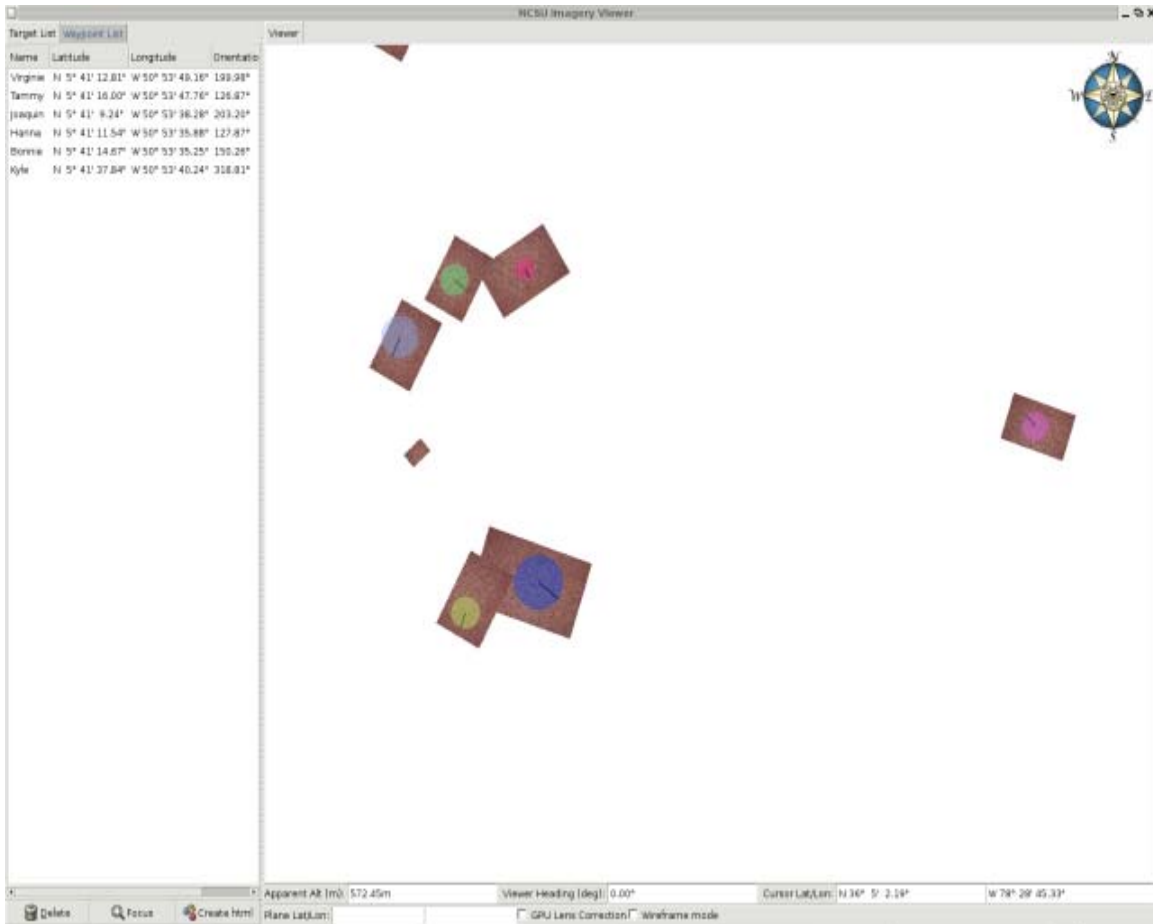 NCSU Imagery Viewer
Target List Waypoint List
Viewer
Name Latitude Longitude Orientatio
Virginie N 5° 41' 12.81" W 50° 53' 49.16" 199.98°
Tammy N 5° 41' 16.00" W 50° 53' 47.76" 126.87°
Joaquin N 5° 41' 9.24" W 50° 53' 38.28" 203.20°
Hanna N 5° 41' 11.54" W 50° 53' 35.88" 127.87°
Bonnie N 5° 41' 14.67" W 50° 53' 35.25" 150.26°
Kyle N 5° 41' 37.84" W 50° 53' 40.24" 318.81°
N
W E
S
Apparent Alt (m): 572.45m Viewer Heading (deg): 0.00° Cursor Lat/Lon: N 36° 5' 2.19" W 78° 28' 45.33"
Delete Focus Create html Plane Lat/Lon: GPU Lens Correction Wireframe mode